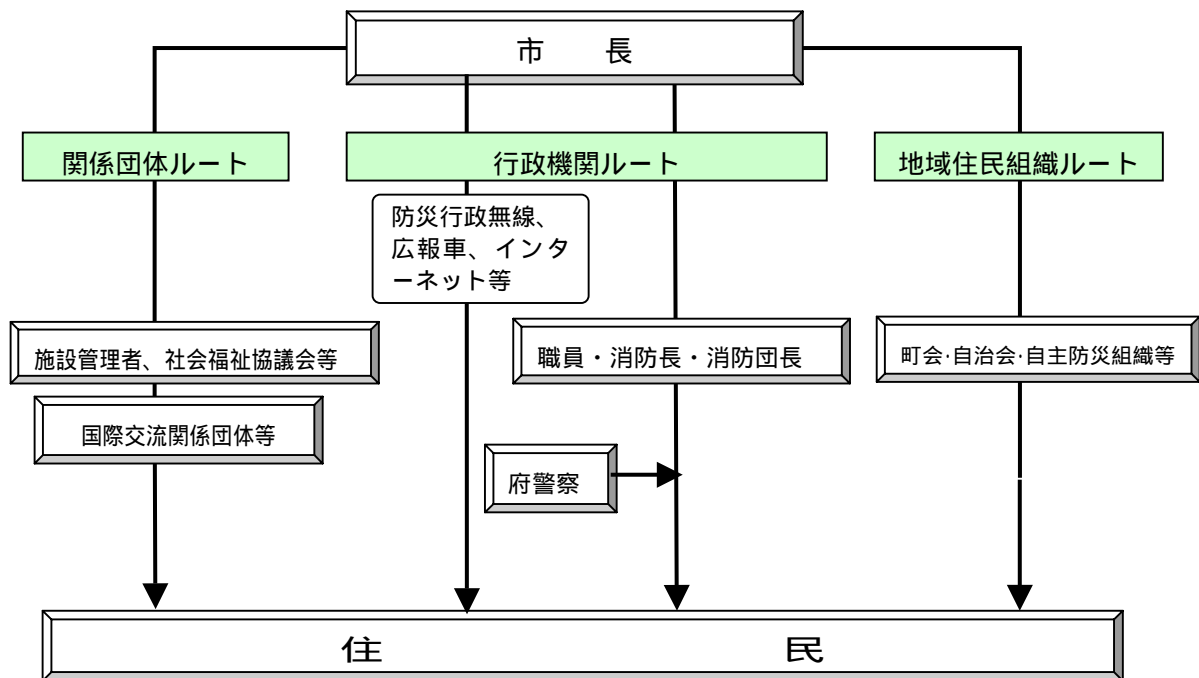 市　　長
関係団体ルート
行政機関ルート
地域住民組織ルート
防災行政無線、
広報車、インタ
ーネット等
施設管理者、社会福祉協議会等
職員・消防長・消防団長
町会・自治会・自主防災組織等
国際交流関係団体等
府警察
住　　民